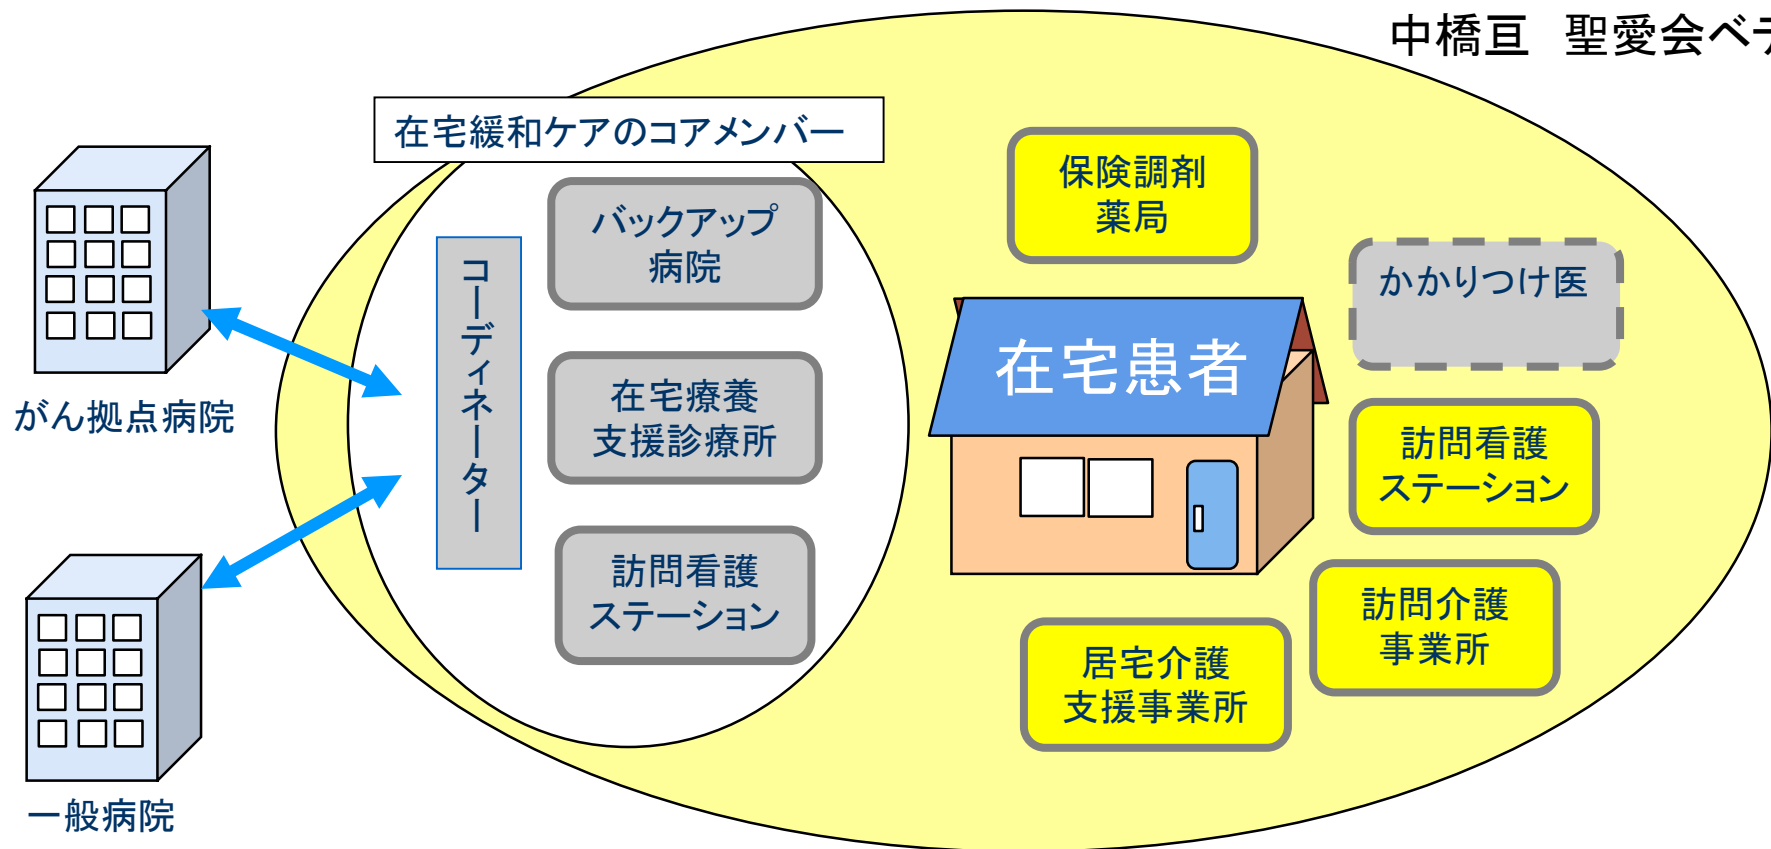 中橋亘 聖愛会ベテ
在宅緩和ケアのコアメンバー
バックアップ
病院
コーディネーター
在宅療養
支援診療所
訪問看護
ステーション
がん拠点病院
一般病院
保険調剤
薬局
かかりつけ医
在宅患者
訪問看護
ステーション
訪問介護
事業所
居宅介護
支援事業所